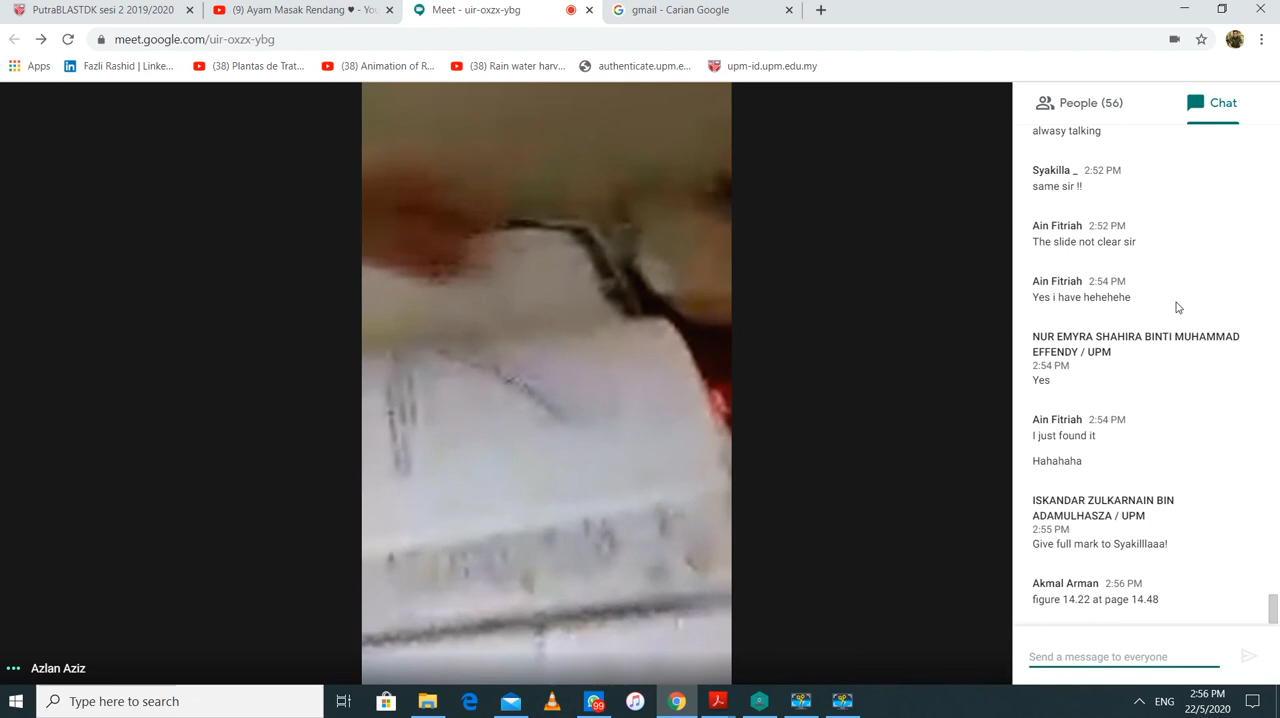 PutraBLASTDK sesi 2 2019/2020
(9) Ayam Masak Rendang ♥ - You
Meet - uir-oxzx-ybg
gmail - Carian Google
meet.google.com/uir-oxzx-ybg
Apps
Fazli Rashid | Linke...
(38) Plantas de Trat...
(38) Animation of R...
(38) Rain water harv...
authenticate.upm.e...
upm-id.upm.edu.my
People (56)
Chat
alwasy talking
Syakilla _ 2:52 PM
same sir !!
Ain Fitriah 2:52 PM
The slide not clear sir
Ain Fitriah 2:54 PM
Yes i have hehehehe
NUR EMYRA SHAHIRA BINTI MUHAMMAD
EFFENDY / UPM
2:54 PM
Yes
Ain Fitriah 2:54 PM
I just found it
Hahahaha
ISKANDAR ZULKARNAIN BIN
ADAMULHASZA / UPM
2:55 PM
Give full mark to Syakilllaaa!
Akmal Arman 2:56 PM
figure 14.22 at page 14.48
Send a message to everyone
Azlan Aziz
Type here to search
99
ENG
2:56 PM
22/5/2020